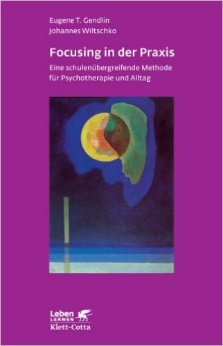 Eugene T. Gendlin
Johannes Wiltschko
Focusing in der Praxis
Eine schulenübergreifende Methode
für Psychotherapie und Alltag
Leben
LERNEN
Klett-Cotta